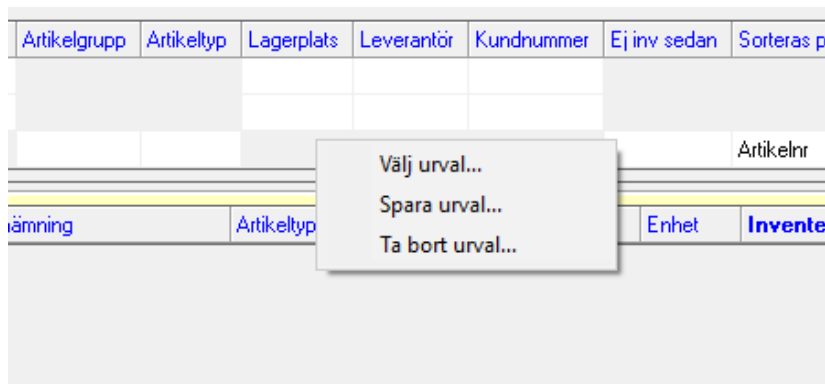 Artikelgrupp Artikeltyp Lagerplats Leverantör Kundnummer Ej inv sedan Sorteras p
Artikelnr
Välj urval...
Spara urval...
Ta bort urval...
ämning Artikeltyp Enhet Invente